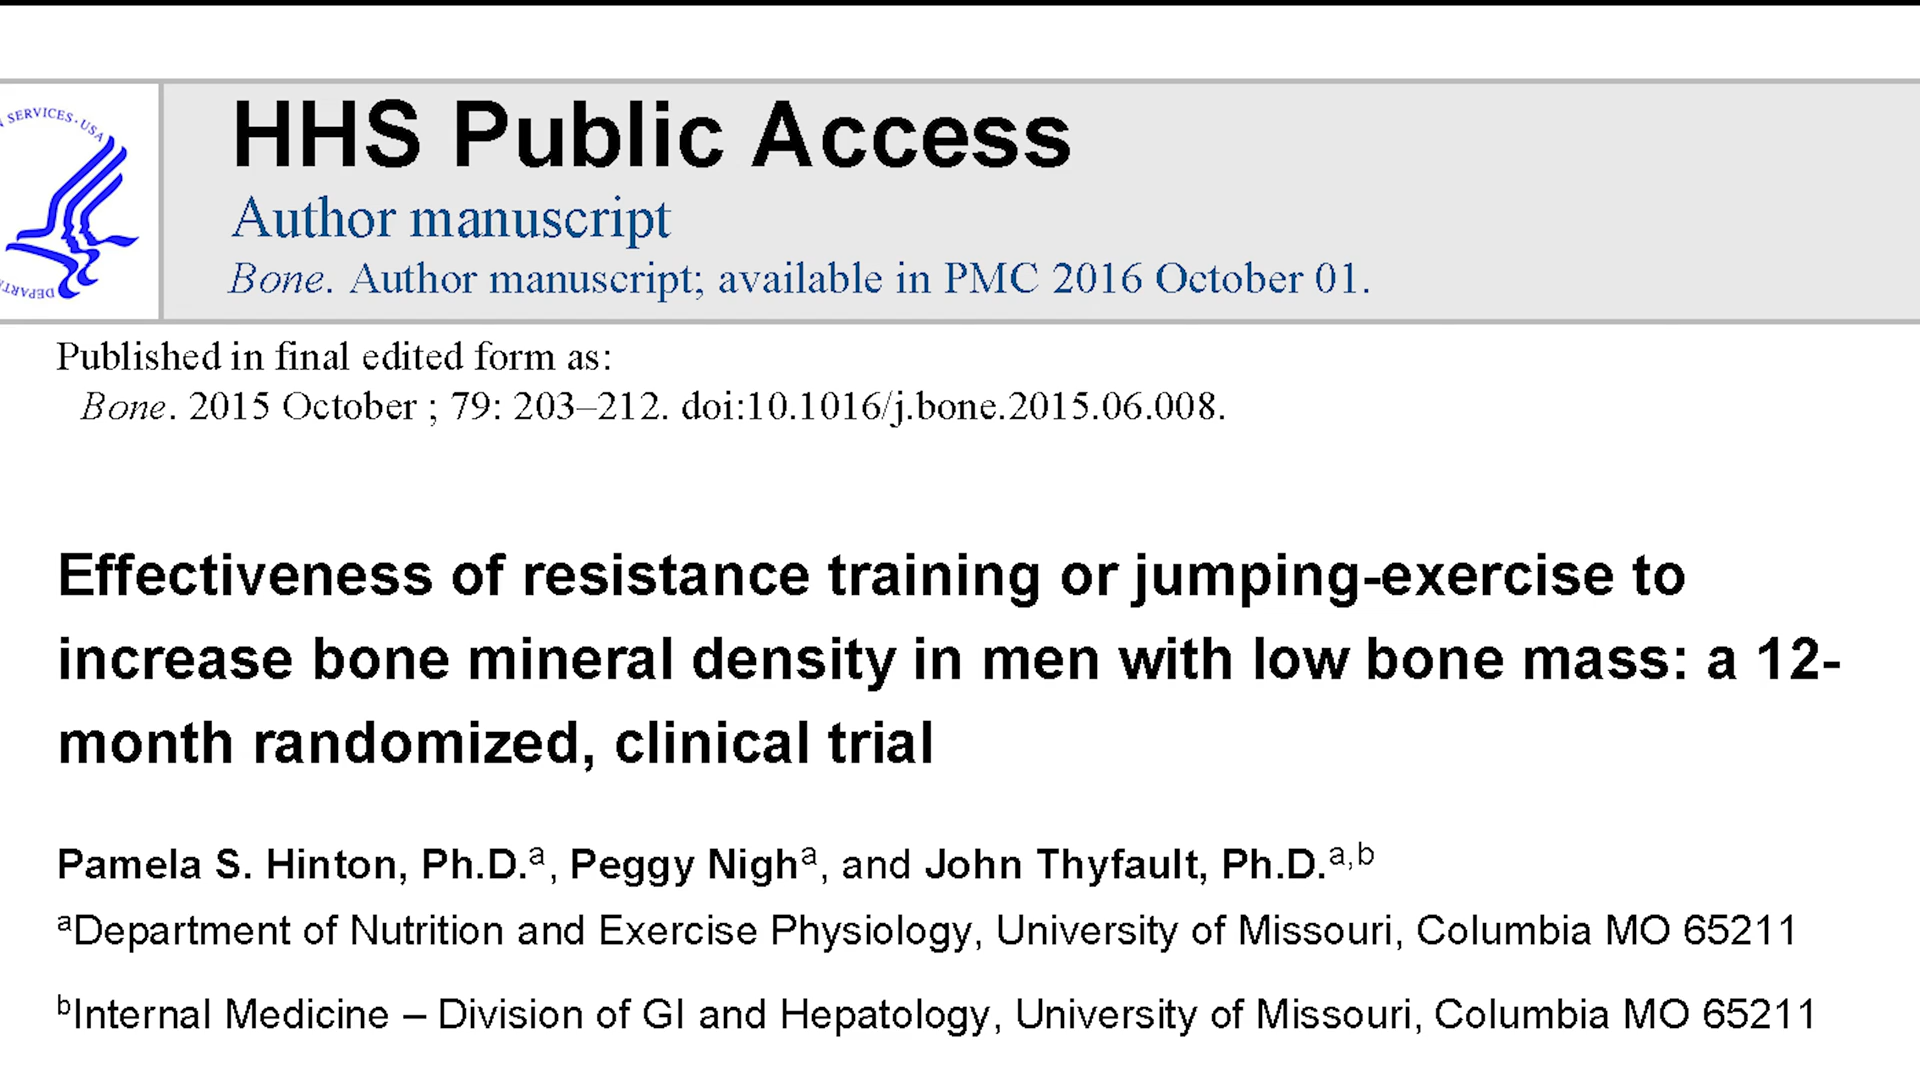 SERVICES · USA
DEPART
HHS Public Access
Author manuscript
Bone. Author manuscript; available in PMC 2016 October 01.
Published in final edited form as:
Bone. 2015 October ; 79: 203–212. doi:10.1016/j.bone.2015.06.008.
Effectiveness of resistance training or jumping-exercise to
increase bone mineral density in men with low bone mass: a 12-
month randomized, clinical trial
Pamela S. Hinton, Ph.D.a, Peggy Nigha, and John Thyfault, Ph.D.a,b
aDepartment of Nutrition and Exercise Physiology, University of Missouri, Columbia MO 65211
bInternal Medicine – Division of GI and Hepatology, University of Missouri, Columbia MO 65211